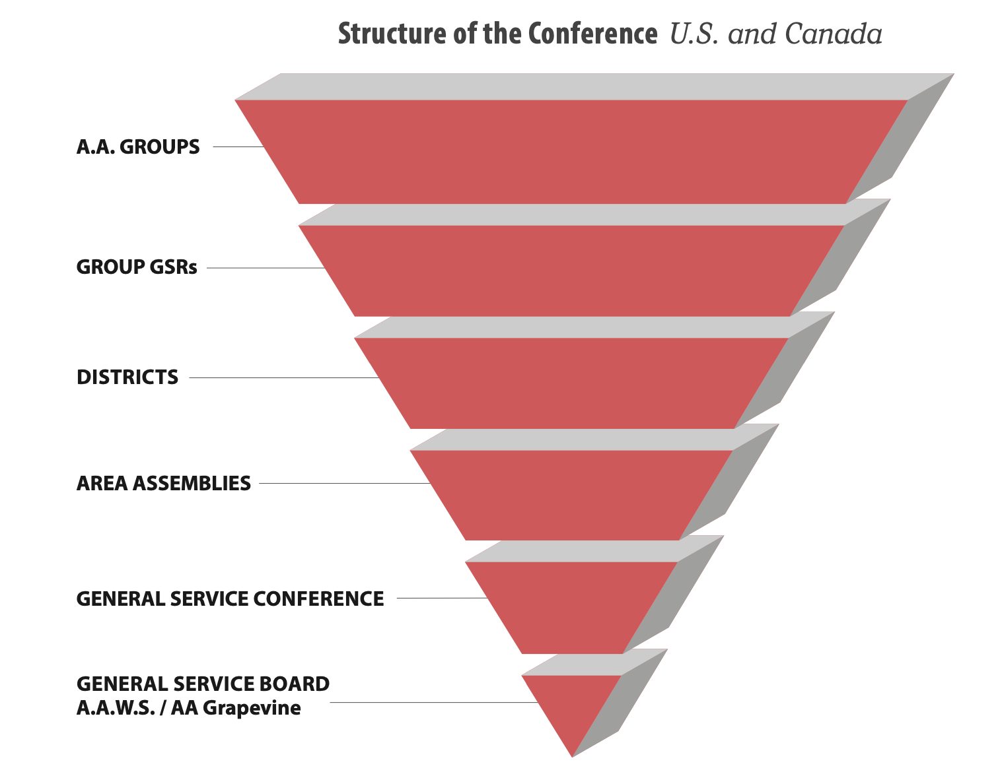 Structure of the Conference U.S. and Canada
A.A. GROUPS
GROUP GSRs
DISTRICTS
AREA ASSEMBLIES
GENERAL SERVICE CONFERENCE
GENERAL SERVICE BOARD
A.A.W.S. / AA Grapevine